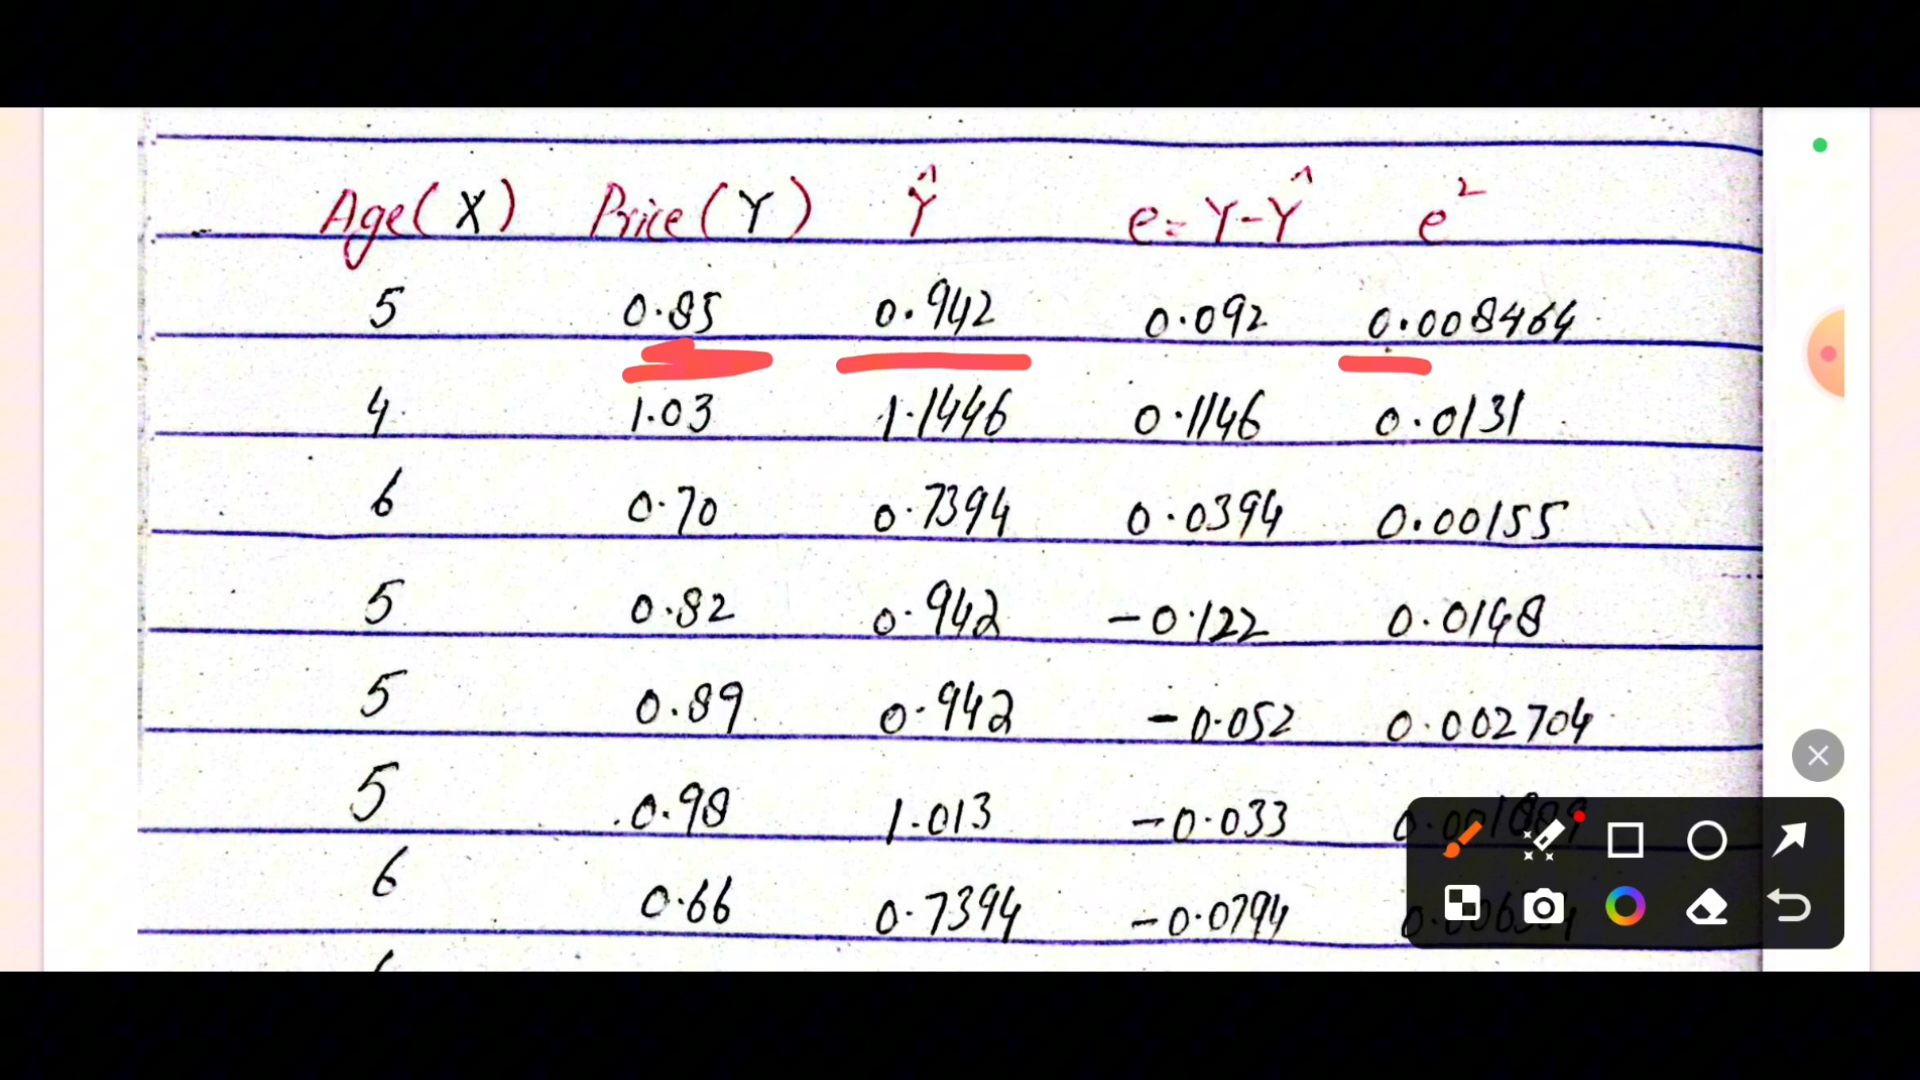 Age(X) Price(Y) Ŷ e=Y-Ŷ e²
5 0.85 0.942 0.092 0.008464
4 1.03 1.1446 0.1146 0.0131
6 0.70 0.7394 0.0394 0.00155
5 0.82 0.942 -0.122 0.0148
5 0.89 0.942 -0.052 0.002704
5 0.98 1.013 -0.033
6 0.66 0.7394 -0.0794